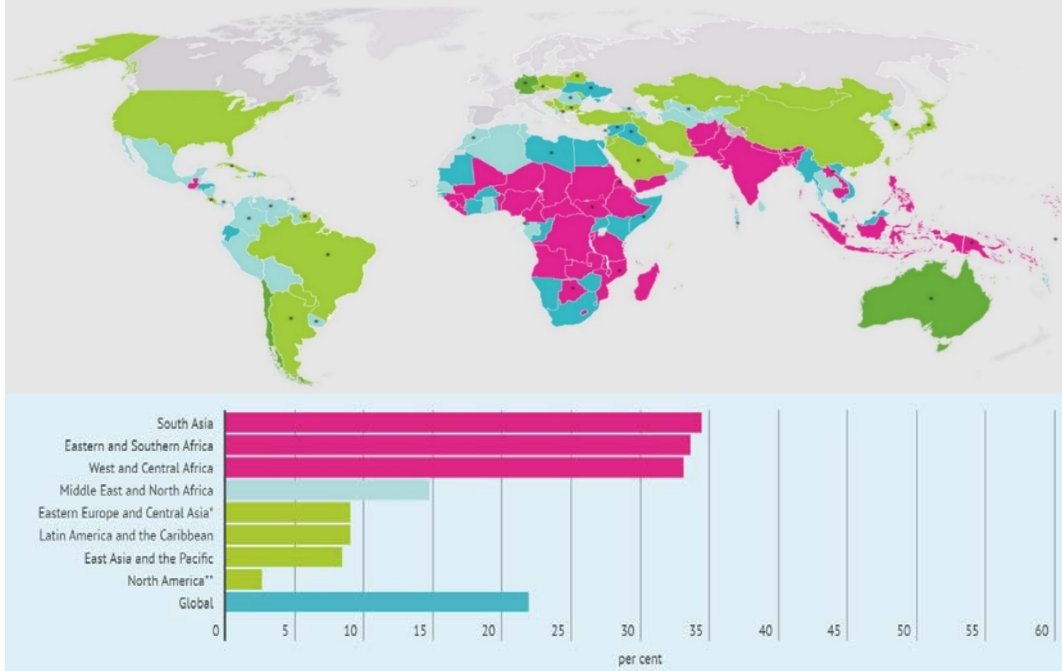 South Asia
Eastern and Southern Africa
West and Central Africa
Middle East and North Africa
Eastern Europe and Central Asia*
Latin America and the Caribbean
East Asia and the Pacific
North America**
Global
0 5 10 15 20 25 30 35 40 45 50 55 60
per cent